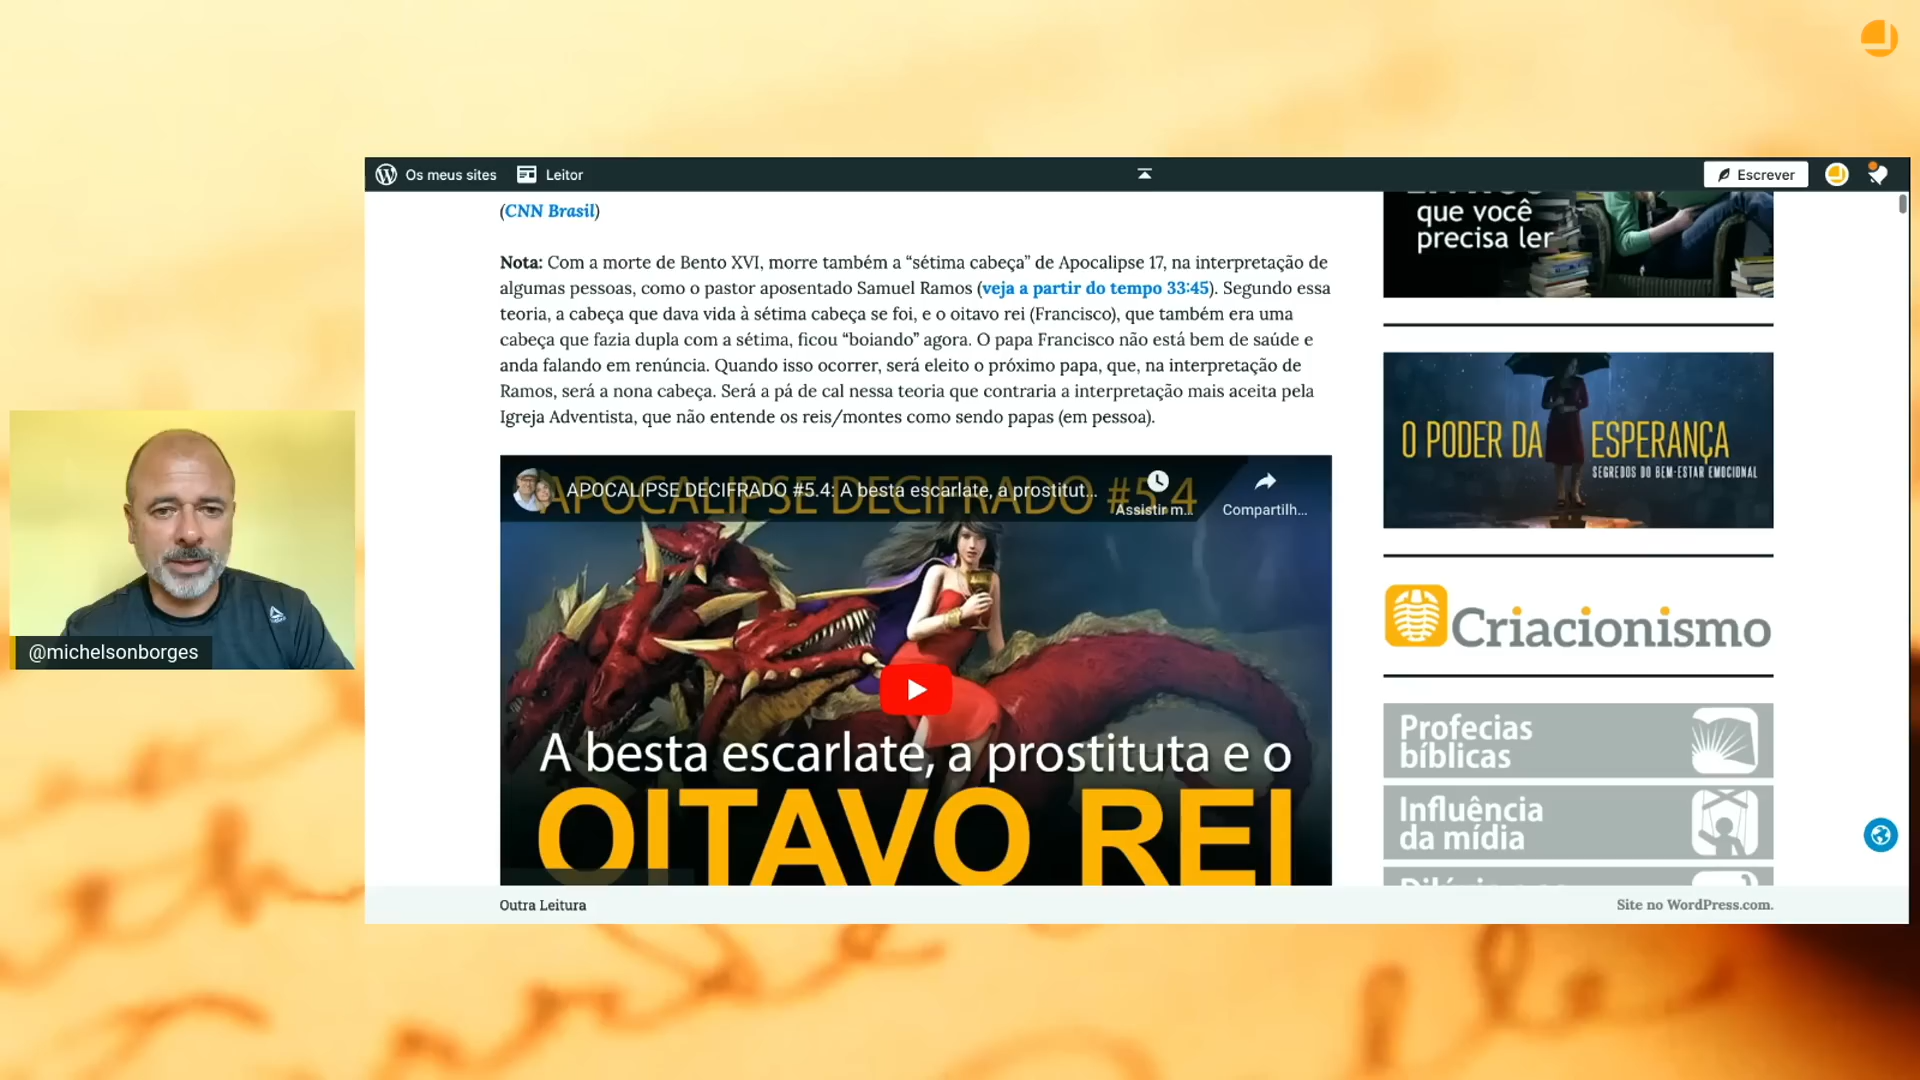 Os meus sites
Leitor
Escrever
(CNN Brasil)
Nota: Com a morte de Bento XVI, morre também a “sétima cabeça” de Apocalipse 17, na interpretação de
algumas pessoas, como o pastor aposentado Samuel Ramos (veja a partir do tempo 33:45). Segundo essa
teoria, a cabeça que dava vida à sétima cabeça se foi, e o oitavo rei (Francisco), que também era uma
cabeça que fazia dupla com a sétima, ficou “boiando” agora. O papa Francisco não está bem de saúde e
anda falando em renúncia. Quando isso ocorrer, será eleito o próximo papa, que, na interpretação de
Ramos, será a nona cabeça. Será a pá de cal nessa teoria que contraria a interpretação mais aceita pela
Igreja Adventista, que não entende os reis/montes como sendo papas (em pessoa).
APOCALIPSE DECIFRADO #5.4
APOCALIPSE DECIFRADO #5.4: A besta escarlate, a prostitut...
Assistir m...
Compartilh...
A besta escarlate, a prostituta e o
OITAVO REI
que você
precisa ler
O PODER DA ESPERANÇA
SEGREDOS DO BEM-ESTAR EMOCIONAL
Criacionismo
Profecias
bíblicas
Influência
da mídia
@michelsonborges
Outra Leitura
Site no WordPress.com.